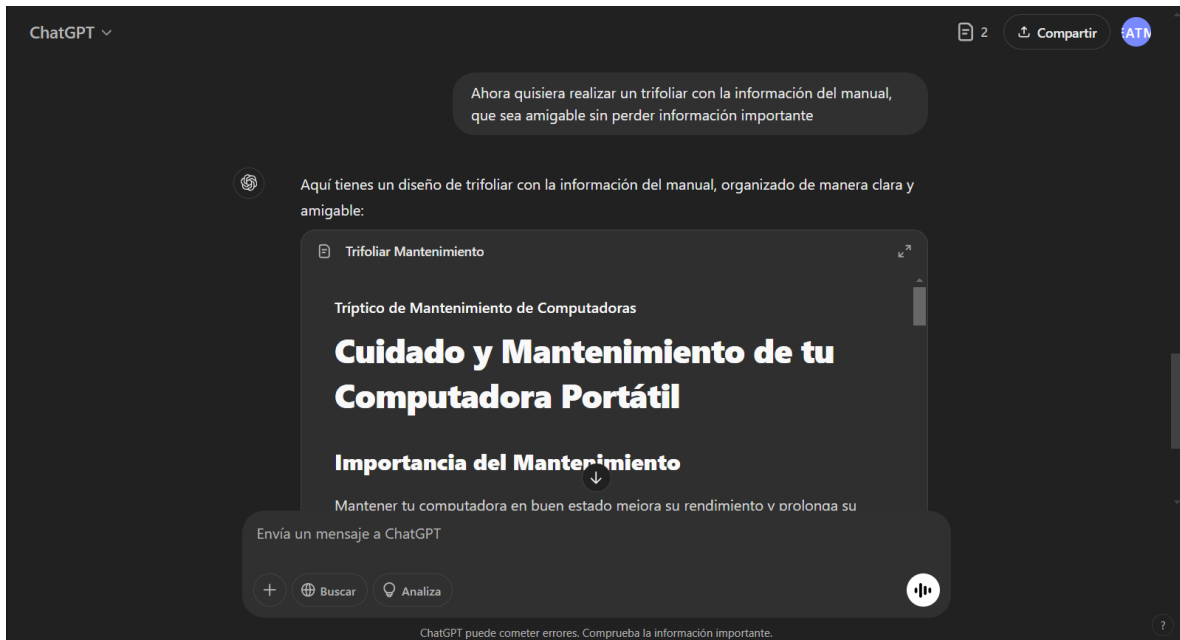 ChatGPT
2
Compartir
Ahora quisiera realizar un trifoliar con la información del manual,
que sea amigable sin perder información importante
Aquí tienes un diseño de trifoliar con la información del manual, organizado de manera clara y
amigable:
Trifoliar Mantenimiento
Tríptico de Mantenimiento de Computadoras
Cuidado y Mantenimiento de tu
Computadora Portátil
Importancia del Mantenimiento
Mantener tu computadora en buen estado mejora su rendimiento y prolonga su
Envía un mensaje a ChatGPT
Buscar
Analiza
ChatGPT puede cometer errores. Comprueba la información importante.
?